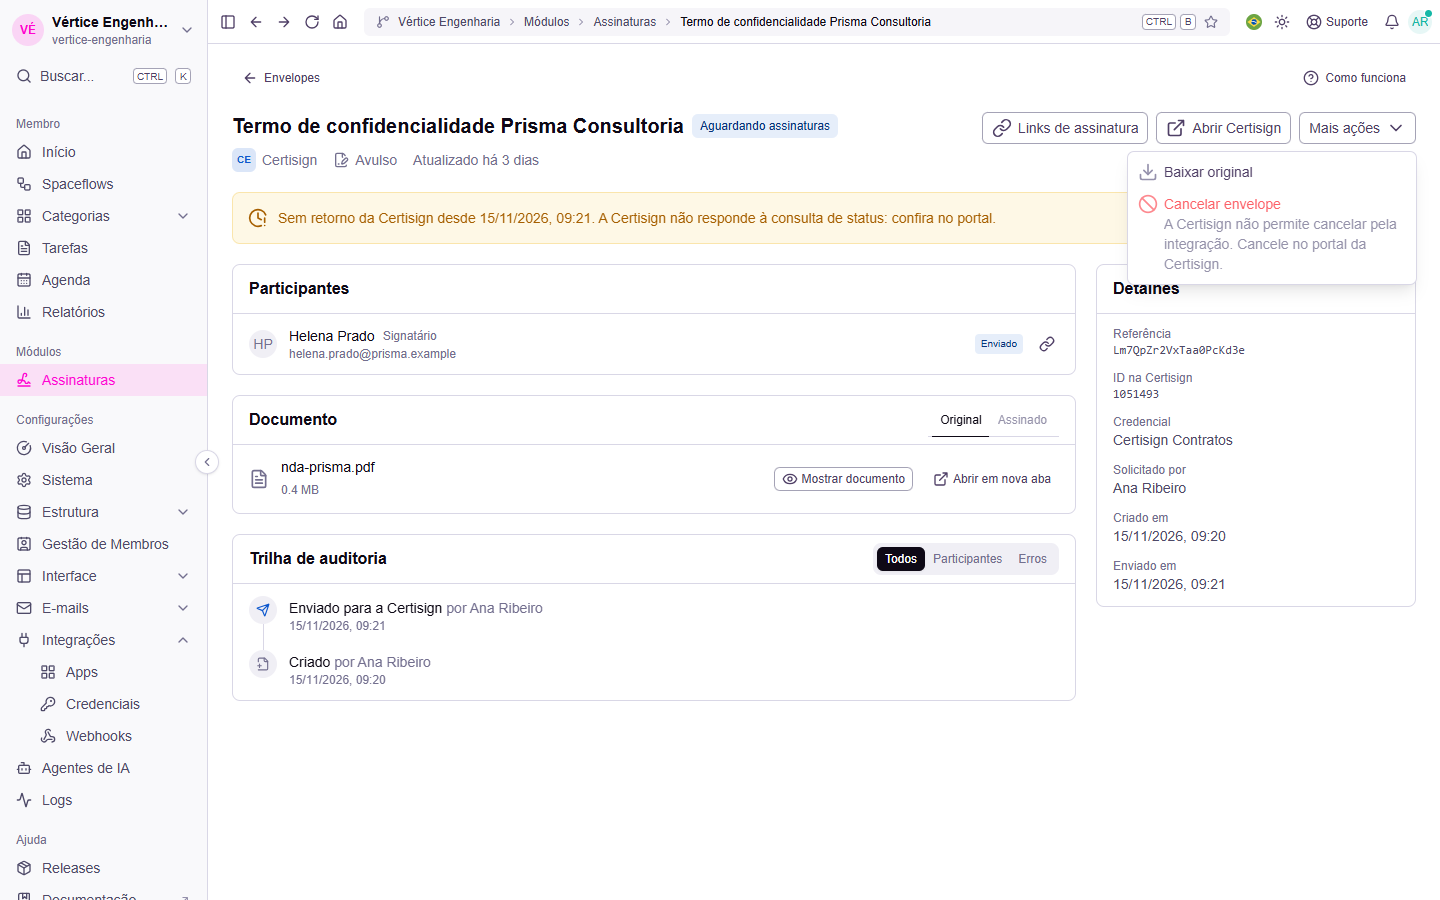 VÉ
Vértice Engenh...
vertice-engenharia
Buscar...
CTRL K
Membro
Início
Spaceflows
Categorias
Tarefas
Agenda
Relatórios
Módulos
Assinaturas
Configurações
Visão Geral
Sistema
Estrutura
Gestão de Membros
Interface
E-mails
Integrações
Apps
Credenciais
Webhooks
Agentes de IA
Logs
Ajuda
Releases
Documentação
Vértice Engenharia
Módulos
Assinaturas
Termo de confidencialidade Prisma Consultoria
CTRL B
Suporte
AR
Envelopes
Como funciona
Termo de confidencialidade Prisma Consultoria
Aguardando assinaturas
Links de assinatura
Abrir Certisign
Mais ações
CE Certisign
Avulso
Atualizado há 3 dias
Baixar original
Cancelar envelope
A Certisign não permite cancelar pela
integração. Cancele no portal da
Certisign.
Sem retorno da Certisign desde 15/11/2026, 09:21. A Certisign não responde à consulta de status: confira no portal.
Participantes
HP
Helena Prado Signatário
helena.prado@prisma.example
Enviado
Documento
Original
Assinado
nda-prisma.pdf
0.4 MB
Mostrar documento
Abrir em nova aba
Trilha de auditoria
Todos
Participantes
Erros
Enviado para a Certisign por Ana Ribeiro
15/11/2026, 09:21
Criado por Ana Ribeiro
15/11/2026, 09:20
Detalhes
Referência
Lm7QpZr2VxTaa0PcKd3e
ID na Certisign
1051493
Credencial
Certisign Contratos
Solicitado por
Ana Ribeiro
Criado em
15/11/2026, 09:20
Enviado em
15/11/2026, 09:21